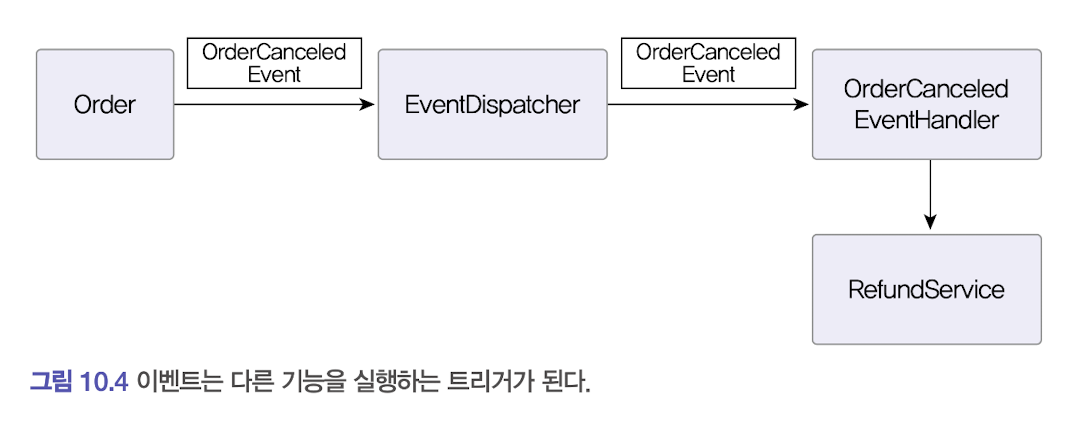 Order
OrderCanceled
Event
EventDispatcher
OrderCanceled
Event
OrderCanceled
EventHandler
RefundService
그림 10.4 이벤트는 다른 기능을 실행하는 트리거가 된다.